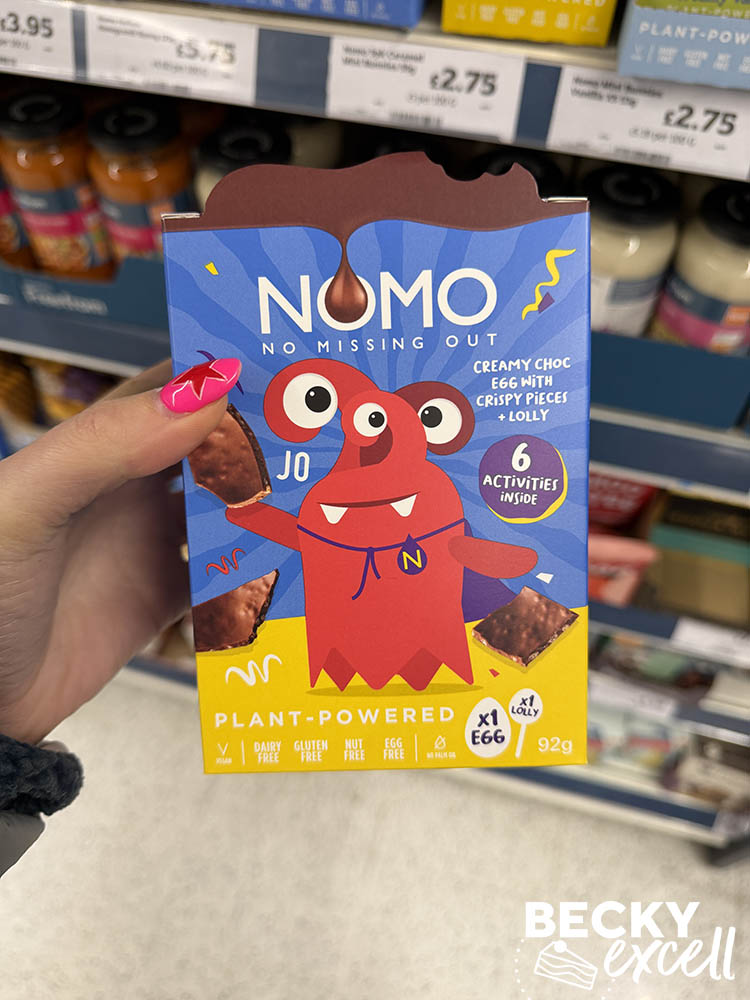 £3.95
£5.75
£2.75
£2.75
PLANT-POW
NOMO
NO MISSING OUT
CREAMY CHOC
EGG WITH
CRISPY PIECES
+ LOLLY
JO
6
ACTIVITIES
INSIDE
N
PLANT-POWERED
x1
EGG
x1
LOLLY
VEGAN
DAIRY
FREE
GLUTEN
FREE
NUT
FREE
EGG
FREE
NO PALM OIL
92g
BECKY
excell